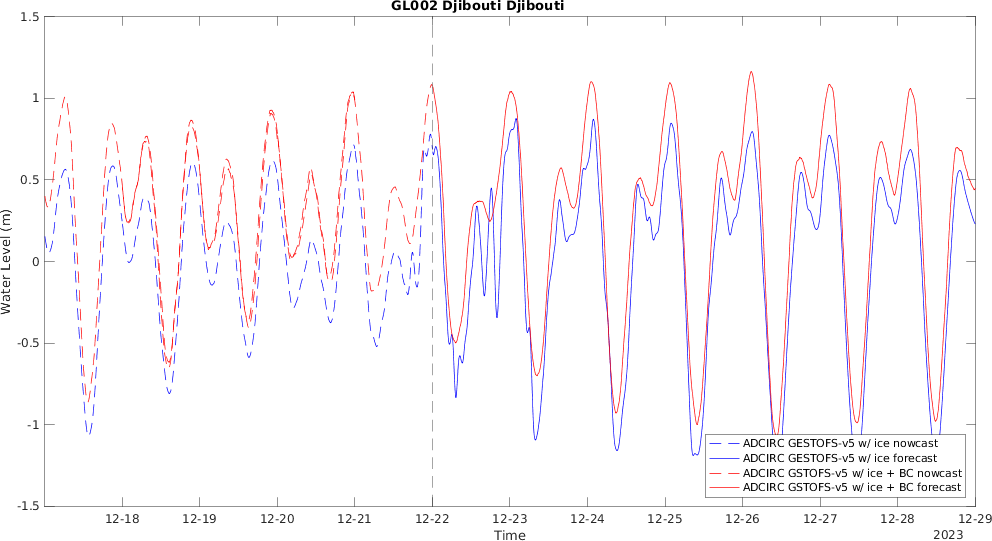 GL002 Djibouti Djibouti
1.5
1
0.5
0
-0.5
-1
-1.5
Water Level (m)
ADCIRC GESTOFS-v5 w/ ice nowcast
ADCIRC GESTOFS-v5 w/ ice forecast
ADCIRC GSTOFS-v5 w/ ice + BC nowcast
ADCIRC GSTOFS-v5 w/ ice + BC forecast
12-18 12-19 12-20 12-21 12-22 12-23 12-24 12-25 12-26 12-27 12-28 12-29
Time
2023